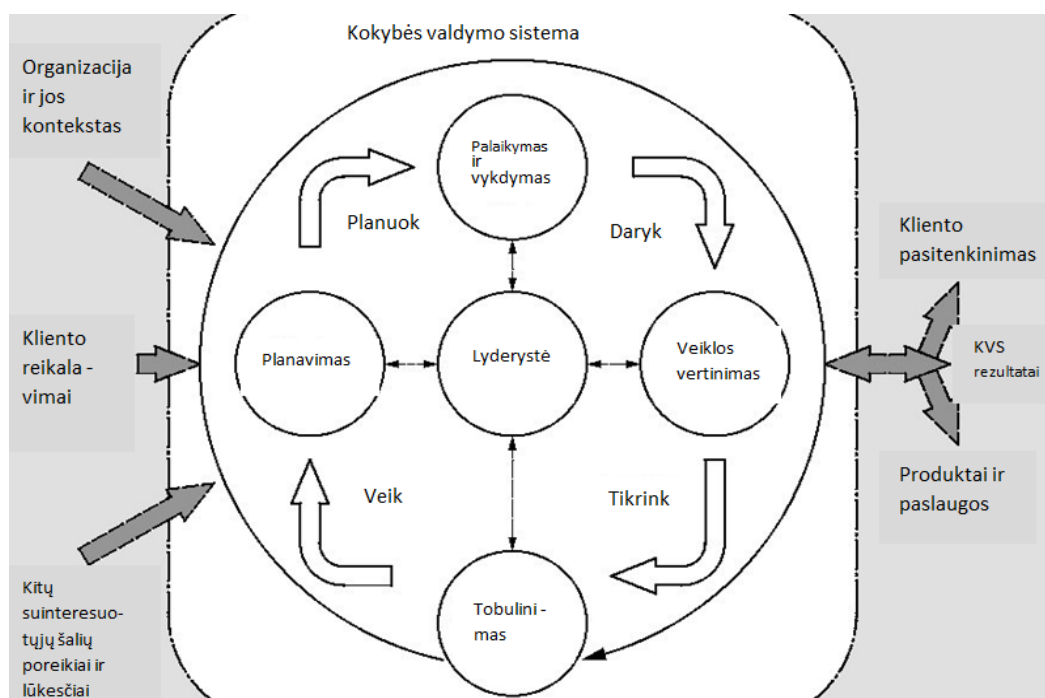 Kokybės valdymo sistema
Organizacija
ir jos
kontekstas
Palaikymas
ir
vykdymas
Planuok
Daryk
Kliento
pasitenkinimas
Kliento
reikala -
vimai
Planavimas
Lyderystė
Veiklos
vertinimas
KVS
rezultatai
Veik
Tikrink
Produktai ir
paslaugos
Kitų
suinteresuo-
tųjų šalių
poreikiai ir
lūkesčiai
Tobulini -
mas